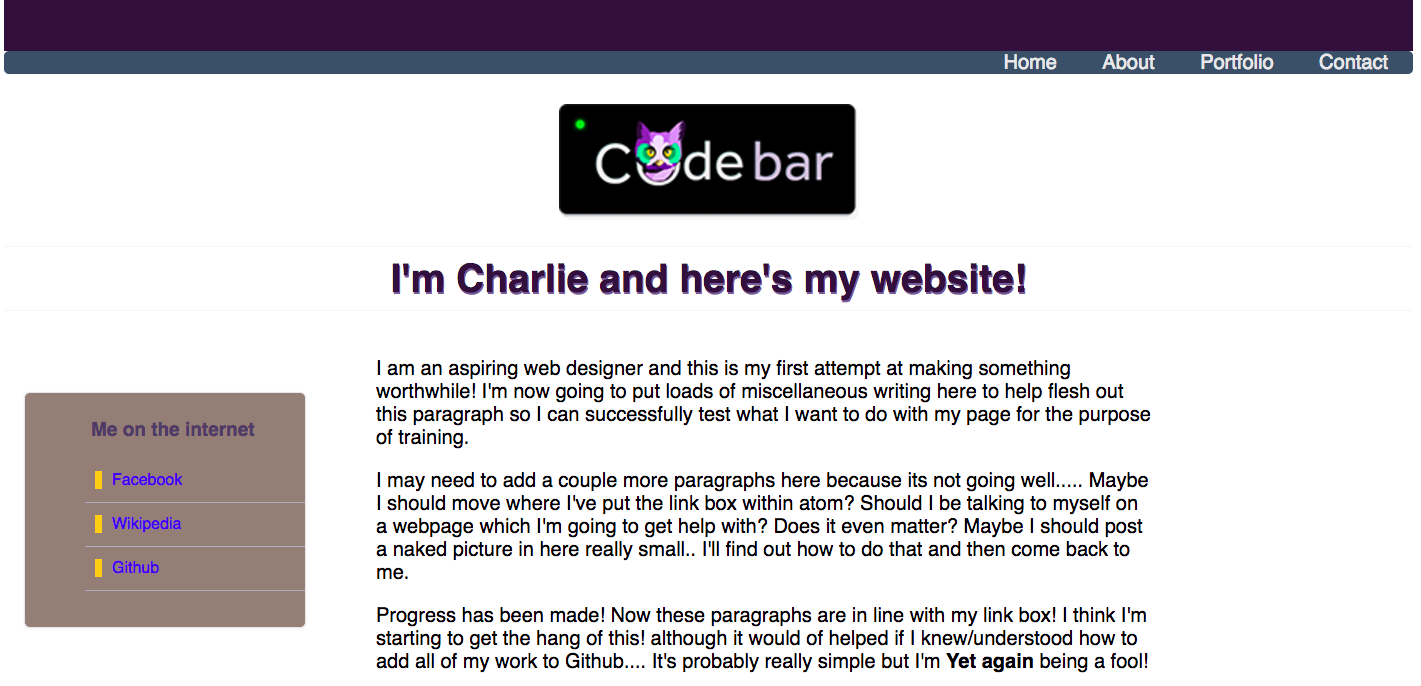 Home About Portfolio Contact
Codebar
I'm Charlie and here's my website!
I am an aspiring web designer and this is my first attempt at making something
worthwhile! I'm now going to put loads of miscellaneous writing here to help flesh out
this paragraph so I can successfully test what I want to do with my page for the purpose
of training.
Me on the internet
Facebook
Wikipedia
Github
I may need to add a couple more paragraphs here because its not going well..... Maybe
I should move where I've put the link box within atom? Should I be talking to myself on
a webpage which I'm going to get help with? Does it even matter? Maybe I should post
a naked picture in here really small.. I'll find out how to do that and then come back to
me.
Progress has been made! Now these paragraphs are in line with my link box! I think I'm
starting to get the hang of this! although it would of helped if I knew/understood how to
add all of my work to Github.... It's probably really simple but I'm Yet again being a fool!